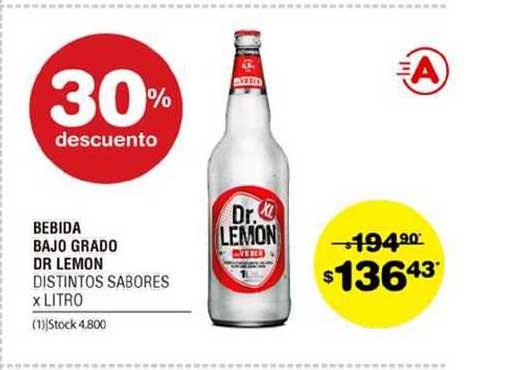 30%
descuento
A
BEBIDA
BAJO GRADO
DR LEMON
DISTINTOS SABORES
x LITRO
(1)|Stock 4.800
Dr. XL
LEMON
VODKA
1L
$194.90*
$136.43*